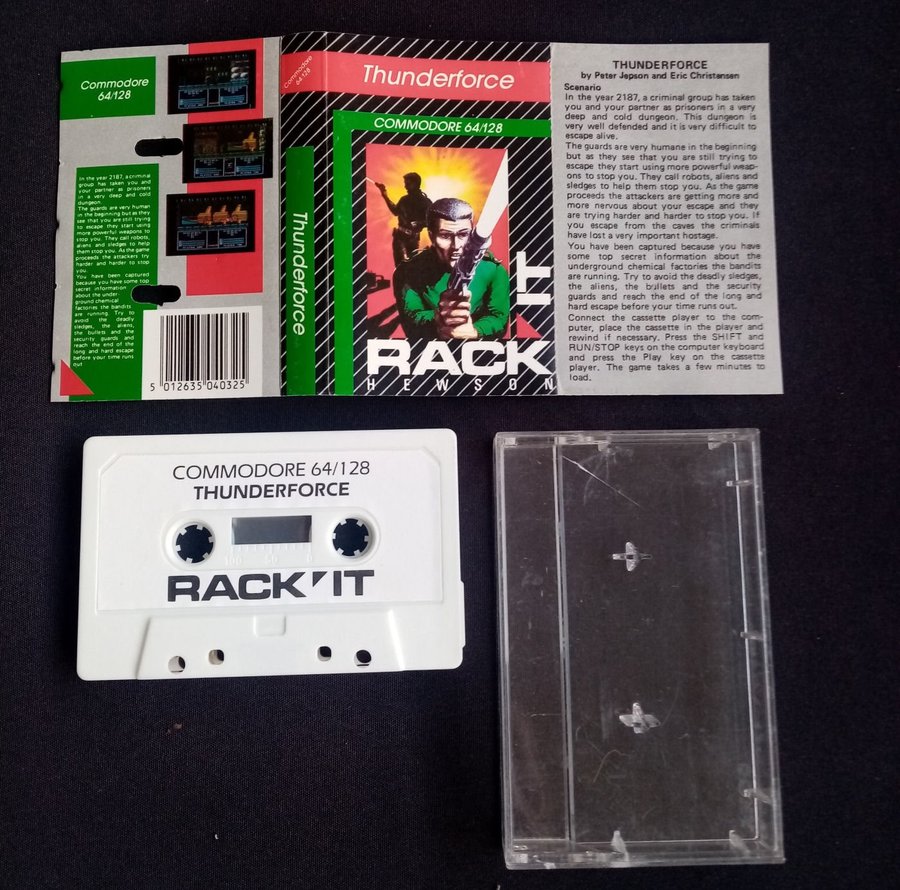 Commodore
64/128
In the year 2187, a criminal
group has taken you and
your partner as prisoners
in a very deep and cold
dungeon.
The guards are very human
in the beginning but as they
see that you are still trying
to escape they start using
more powerful weapons to
stop you. They call robots,
aliens and sledges to help
them stop you. As the game
proceeds the attackers try
harder and harder to stop
you.
You have been captured
because you have some top
secret information
about the under-
ground chemical
factories the bandits
are running. Try to
avoid the deadly
sledges, the aliens,
the bullets and the
security guards and
reach the end of the
long and hard escape
before your time runs
out
5 012635 040325
Commodore
64/128
Thunderforce
Thunderforce
COMMODORE 64/128
RACK IT
HEWSON
THUNDERFORCE
by Peter Jepson and Eric Christensen
Scenario
In the year 2187, a criminal group has taken
you and your partner as prisoners in a very
deep and cold dungeon. This dungeon is
very well defended and it is very difficult to
escape alive.
The guards are very humane in the beginning
but as they see that you are still trying to
escape they start using more powerful weap-
ons to stop you. They call robots, aliens and
sledges to help them stop you. As the game
proceeds the attackers are getting more and
more nervous about your escape and they
are trying harder and harder to stop you. If
you escape from the caves the criminals
have lost a very important hostage.
You have been captured because you have
some top secret information about the
underground chemical factories the bandits
are running. Try to avoid the deadly sledges,
the aliens, the bullets and the security
guards and reach the end of the long and
hard escape before your time runs out.
Connect the cassette player to the com-
puter, place the cassette in the player and
rewind if necessary. Press the SHIFT and
RUN/STOP keys on the computer keyboard
and press the Play key on the cassette
player. The game takes a few minutes to
load.
COMMODORE 64/128
THUNDERFORCE
100 50 0
RACK'IT